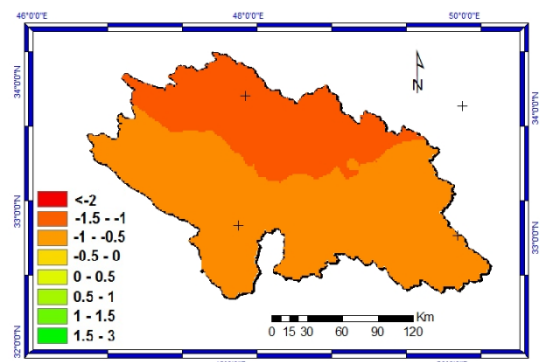 46°0'0"E 48°0'0"E 50°0'0"E
34°0'0"N 34°0'0"N
N
33°0'0"N 33°0'0"N
<-2
-1.5 - -1
-1 - -0.5
-0.5 - 0
0 - 0.5
0.5 - 1
1 - 1.5
1.5 - 3
Km
0 15 30 60 90 120
32°0'0"N